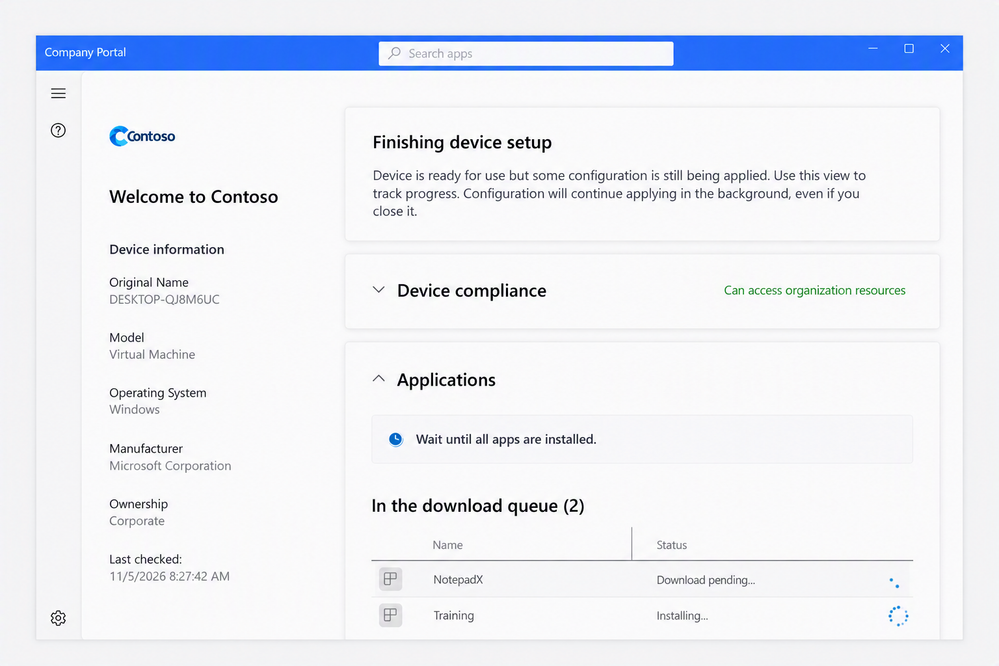 Company Portal
Search apps
Contoso
Welcome to Contoso
Device information
Original Name
DESKTOP-QJ8M6UC
Model
Virtual Machine
Operating System
Windows
Manufacturer
Microsoft Corporation
Ownership
Corporate
Last checked:
11/5/2026 8:27:42 AM
Finishing device setup
Device is ready for use but some configuration is still being applied. Use this view to
track progress. Configuration will continue applying in the background, even if you
close it.
Device compliance
Can access organization resources
Applications
Wait until all apps are installed.
In the download queue (2)
Name Status
NotepadX Download pending...
Training Installing...